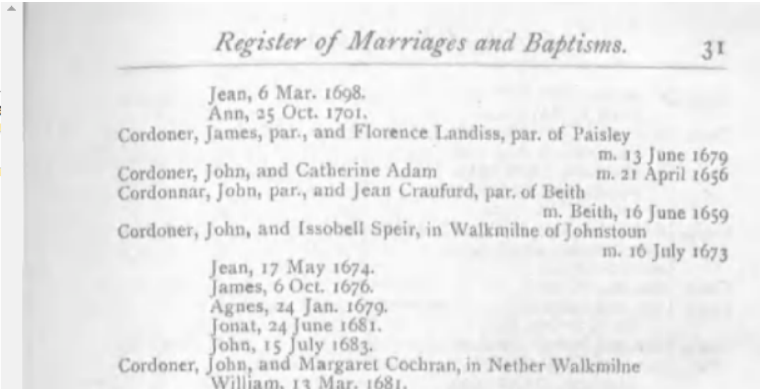 Register of Marriages and Baptisms. 31
Jean, 6 Mar. 1698.
Ann, 25 Oct. 1701.
Cordoner, James, par., and Florence Landiss, par. of Paisley
m. 13 June 1679
Cordoner, John, and Catherine Adam m. 21 April 1656
Cordonnar, John, par., and Jean Craufurd, par. of Beith
m. Beith, 16 June 1659
Cordoner, John, and Issobell Speir, in Walkmilne of Johnstoun
m. 16 July 1673
Jean, 17 May 1674.
James, 6 Oct. 1676.
Agnes, 24 Jan. 1679.
Jonat, 24 June 1681.
John, 15 July 1683.
Cordoner, John, and Margaret Cochran, in Nether Walkmilne
William, 13 Mar. 1681.